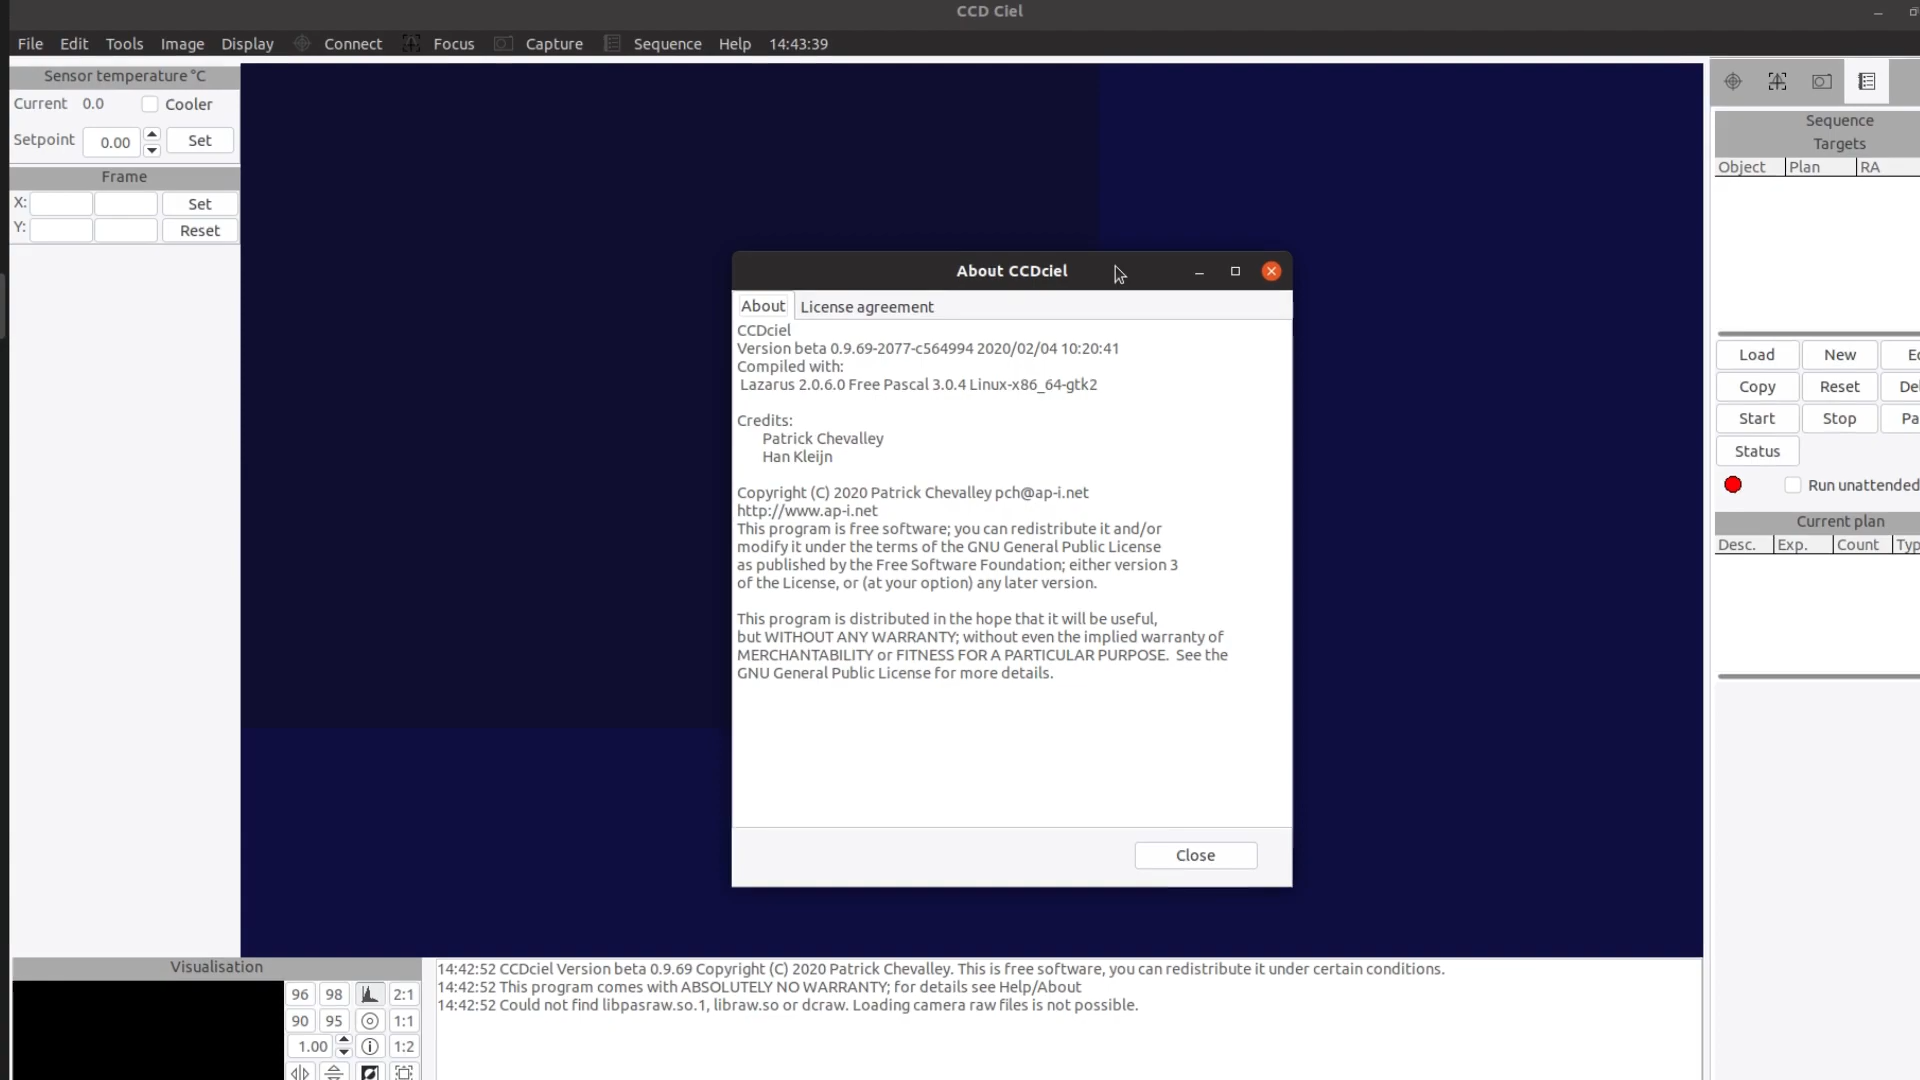 CCD Ciel
File Edit Tools Image Display Connect Focus Capture Sequence Help 14:43:39
Sensor temperature °C
Current 0.0 Cooler
Setpoint 0.00 Set
Frame
X: Set
Y: Reset
About CCDciel
About License agreement
CCDciel
Version beta 0.9.69-2077-c564994 2020/02/04 10:20:41
Compiled with:
Lazarus 2.0.6.0 Free Pascal 3.0.4 Linux-x86_64-gtk2
Credits:
Patrick Chevalley
Han Kleijn
Copyright (C) 2020 Patrick Chevalley pch@ap-i.net
http://www.ap-i.net
This program is free software; you can redistribute it and/or
modify it under the terms of the GNU General Public License
as published by the Free Software Foundation; either version 3
of the License, or (at your option) any later version.
This program is distributed in the hope that it will be useful,
but WITHOUT ANY WARRANTY; without even the implied warranty of
MERCHANTABILITY or FITNESS FOR A PARTICULAR PURPOSE. See the
GNU General Public License for more details.
Close
Sequence
Targets
Object Plan RA
Load New
Copy Reset
Start Stop
Status
Run unattended
Current plan
Desc. Exp. Count
Visualisation
96 98 2:1
90 95 1:1
1.00 1:2
14:42:52 CCDciel Version beta 0.9.69 Copyright (C) 2020 Patrick Chevalley. This is free software, you can redistribute it under certain conditions.
14:42:52 This program comes with ABSOLUTELY NO WARRANTY; for details see Help/About
14:42:52 Could not find libpasraw.so.1, libraw.so or dcraw. Loading camera raw files is not possible.